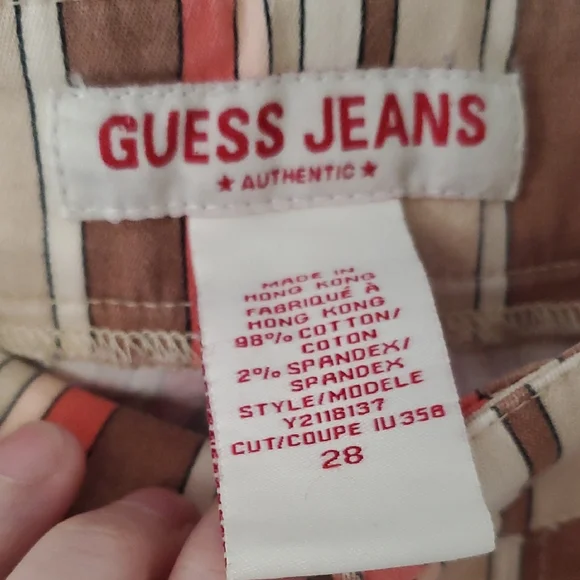 GUESS JEANS
★ AUTHENTIC ★
MADE IN
HONG KONG
FABRIQUÉ À
HONG KONG
98% COTTON/
COTON
2% SPANDEX/
SPANDEX
STYLE/MODELE
Y2118137
CUT/COUPE IU358
28